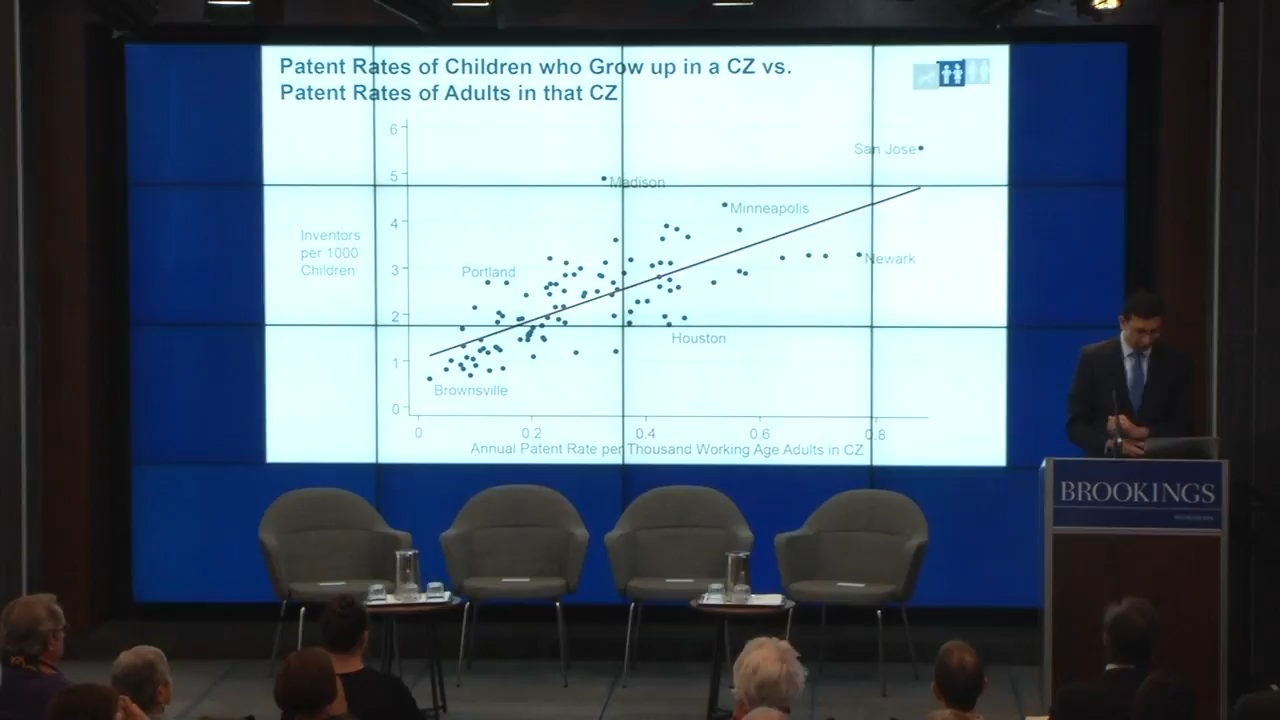 Patent Rates of Children who Grow up in a CZ vs.
Patent Rates of Adults in that CZ
6
5
4
3
2
1
0
Inventors
per 1000
Children
San Jose
Madison
Minneapolis
Newark
Portland
Houston
Brownsville
0 0.2 0.4 0.6 0.8
Annual Patent Rate per Thousand Working Age Adults in CZ
BROOKINGS